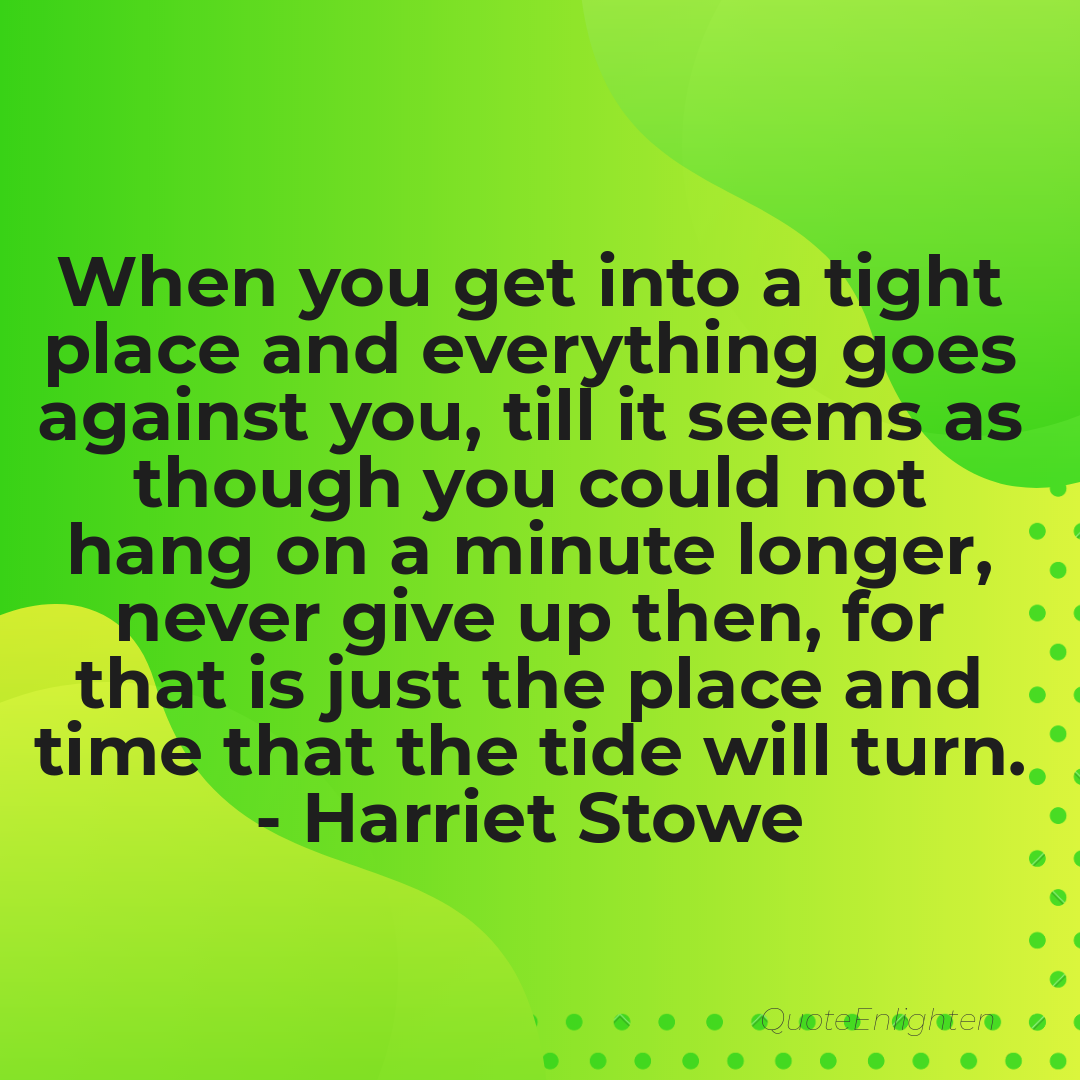 When you get into a tight
place and everything goes
against you, till it seems as
though you could not
hang on a minute longer,
never give up then, for
that is just the place and
time that the tide will turn.
- Harriet Stowe
QuoteEnlighten